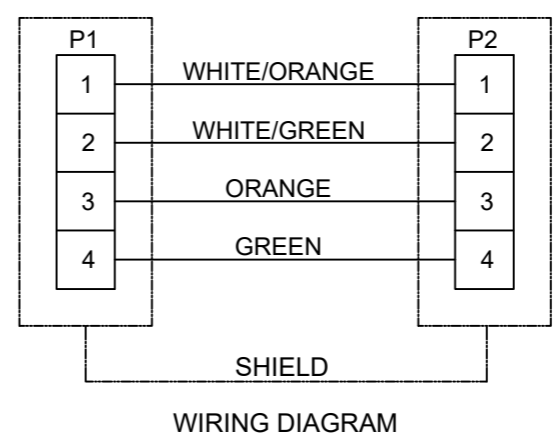 P1 P2
1 WHITE/ORANGE 1
2 WHITE/GREEN 2
3 ORANGE 3
4 GREEN 4
SHIELD
WIRING DIAGRAM